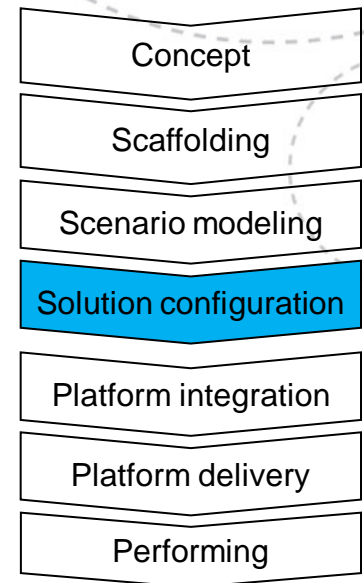 Concept
Scaffolding
Scenario modeling
Solution configuration
Platform integration
Platform delivery
Performing